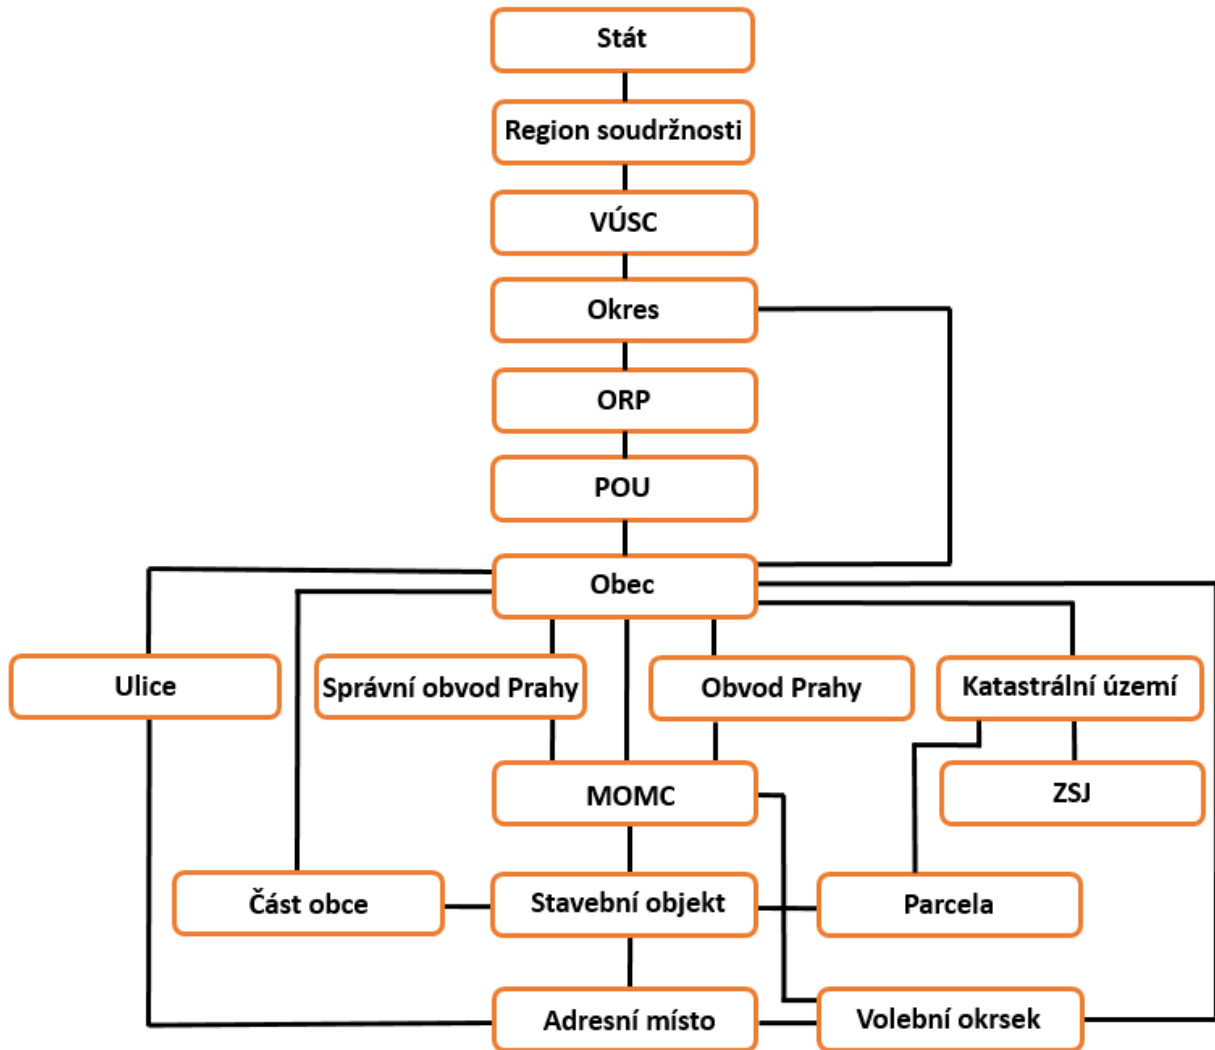 Stát
Region soudržnosti
VÚSC
Okres
ORP
POU
Obec
Ulice
Správní obvod Prahy
Obvod Prahy
Katastrální území
MOMC
ZSJ
Část obce
Stavební objekt
Parcela
Adresní místo
Volební okrsek